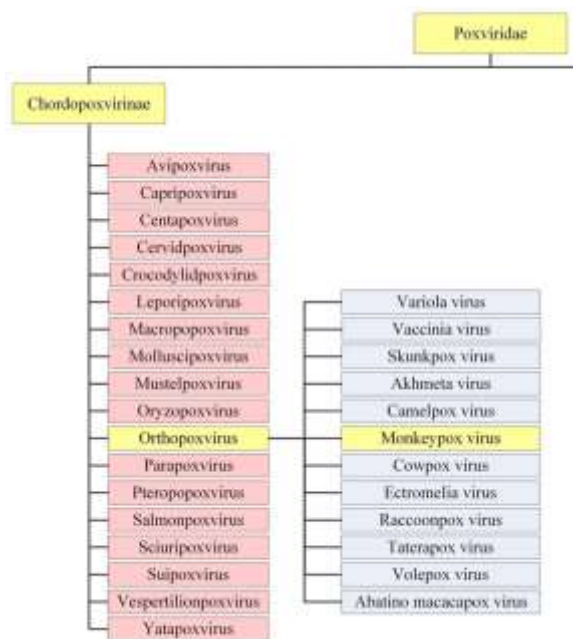 Poxviridae
Chordopoxvirinae
Avipoxvirus
Capripoxvirus
Centapoxvirus
Cervidpoxvirus
Crocodylidpoxvirus
Leporipoxvirus
Macropopoxvirus
Molluscipoxvirus
Mustelpoxvirus
Oryzopoxvirus
Orthopoxvirus
Parapoxvirus
Pteropopoxvirus
Salmonpoxvirus
Sciuripoxvirus
Suipoxvirus
Vespertilionpoxvirus
Yatapoxvirus
Variola virus
Vaccinia virus
Skunkpox virus
Akhmeta virus
Camelpox virus
Monkeypox virus
Cowpox virus
Ectromelia virus
Raccoonpox virus
Taterapox virus
Volepox virus
Abatino macacapox virus